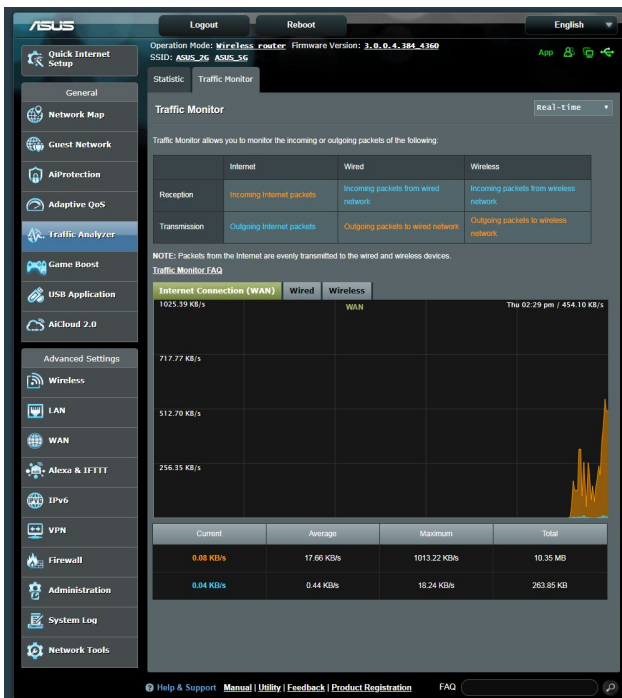 ASUS
Logout
Reboot
English
Quick Internet
Setup
Operation Mode: Wireless router Firmware Version: 3.0.0.4.384_4360
SSID: ASUS_2G ASUS_5G
App
General
Network Map
Guest Network
AiProtection
Adaptive QoS
Traffic Analyzer
Game Boost
USB Application
AiCloud 2.0
Advanced Settings
Wireless
LAN
WAN
Alexa & IFTTT
IPv6
VPN
Firewall
Administration
System Log
Network Tools
Statistic
Traffic Monitor
Traffic Monitor
Real-time
Traffic Monitor allows you to monitor the incoming or outgoing packets of the following:
Internet Wired Wireless
Reception
Incoming Internet packets
Incoming packets from wired
network
Incoming packets from wireless
network
Transmission
Outgoing Internet packets
Outgoing packets to wired network
Outgoing packets to wireless
network
NOTE: Packets from the Internet are evenly transmitted to the wired and wireless devices.
Traffic Monitor FAQ
Internet Connection (WAN) Wired Wireless
1025.39 KB/s
WAN
Thu 02:29 pm / 454.10 KB/s
717.77 KB/s
512.70 KB/s
256.35 KB/s
Current Average Maximum Total
0.08 KB/s 17.66 KB/s 1013.22 KB/s 10.35 MB
0.04 KB/s 0.44 KB/s 18.24 KB/s 263.85 KB
Help & Support Manual | Utility | Feedback | Product Registration FAQ